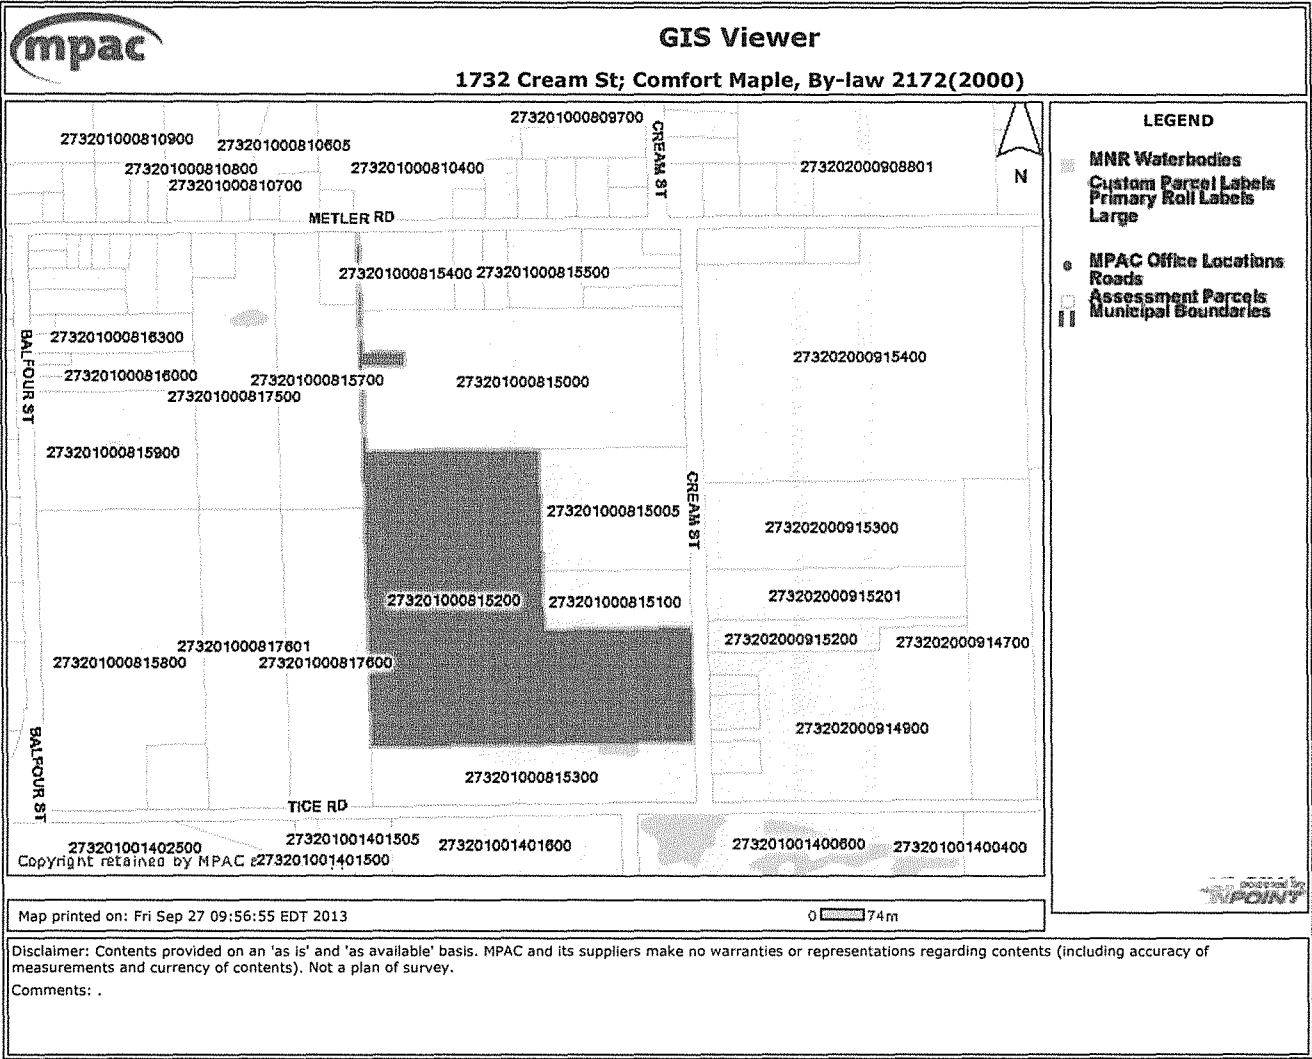 mpac
GIS Viewer
1732 Cream St; Comfort Maple, By-law 2172(2000)
273201000809700
273201000810900
273201000810605
CREAM ST
273201000810800
273201000810400
273202000908801
273201000810700
N
METLER RD
273201000815400 273201000815500
273201000816300
BALFOUR ST
273202000915400
273201000816000
273201000815700
273201000815000
273201000817500
273201000815900
CREAM ST
273201000815005
273202000915300
273201000815200
273201000815100
273202000915201
273201000817601
273202000915200
273202000914700
273201000815800
273201000817600
273202000914900
BALFOUR ST
273201000815300
TICE RD
273201001402500
273201001401505
273201001401600
273201001400600
273201001400400
Copyright retained by MPAC
273201001401500
LEGEND
MNR Waterbodies
Custom Parcel Labels
Primary Roll Labels
Large
MPAC Office Locations
Roads
Assessment Parcels
Municipal Boundaries
powered by
INPOINT
Map printed on: Fri Sep 27 09:56:55 EDT 2013
0 74m
Disclaimer: Contents provided on an 'as is' and 'as available' basis. MPAC and its suppliers make no warranties or representations regarding contents (including accuracy of
measurements and currency of contents). Not a plan of survey.
Comments: .